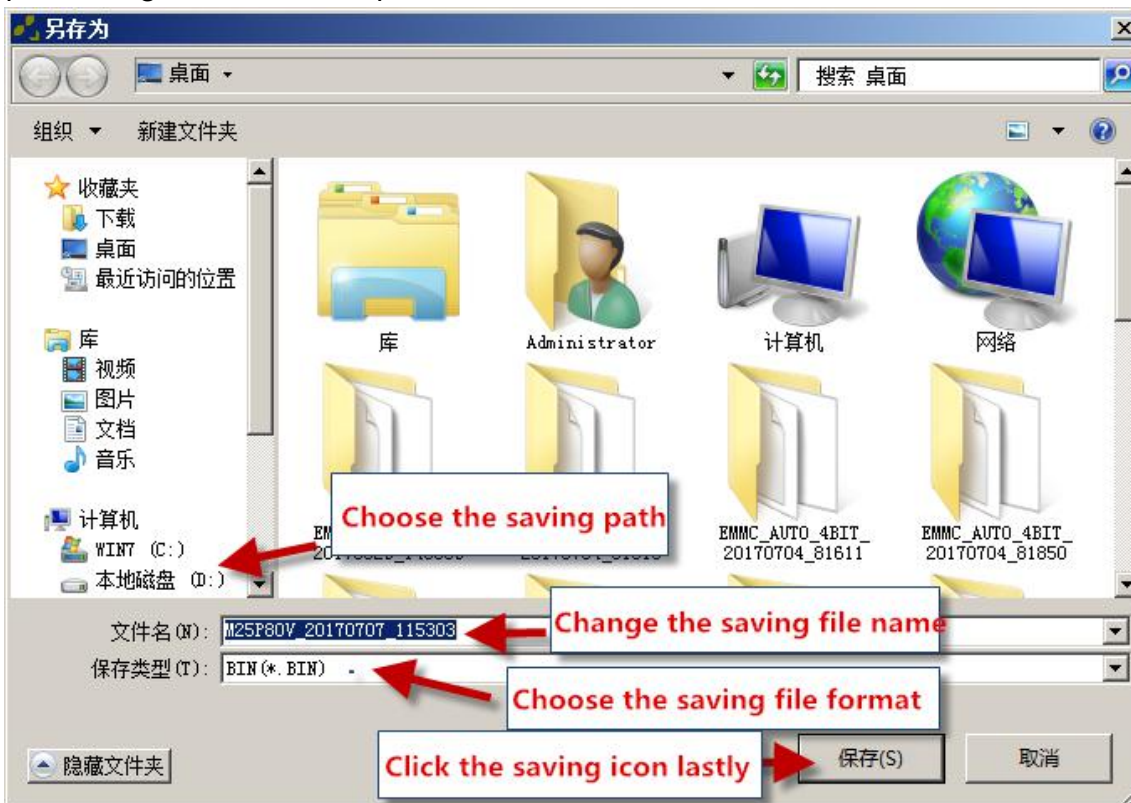 另存为
桌面
搜索 桌面
组织
新建文件夹
收藏夹
下载
桌面
最近访问的位置
库
视频
图片
文档
音乐
计算机
WIN7 (C:)
本地磁盘 (D:)
库
Administrator
计算机
网络
EMMC_AUTO_4BIT_
20170704_81611
EMMC_AUTO_4BIT_
20170704_81850
Choose the saving path
文件名(N):
M25P80V_20170707_115303
Change the saving file name
保存类型(T):
BIN(*.BIN)
Choose the saving file format
隐藏文件夹
Click the saving icon lastly
保存(S)
取消